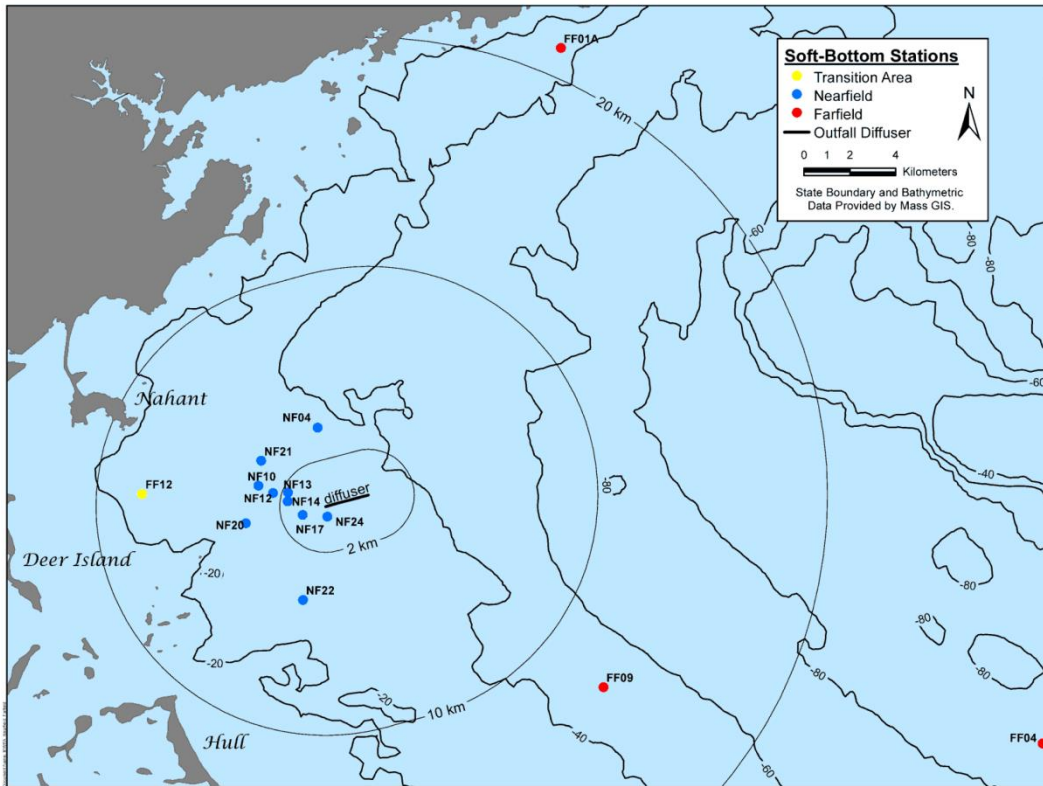 FF01A
Soft-Bottom Stations
Transition Area
Nearfield
Farfield
Outfall Diffuser
N
0 1 2 4
Kilometers
State Boundary and Bathymetric
Data Provided by Mass GIS.
20 km
-60
-80
-80
-80
-60
-40
Nahant
NF04
NF21
NF10
NF13
NF12
NF14
diffuser
FF12
NF20
NF17
NF24
2 km
-80
Deer Island
-20
-80
-80
NF22
-80
-20
-80
FF09
-20
10 km
-80
Hull
-40
FF04
-60